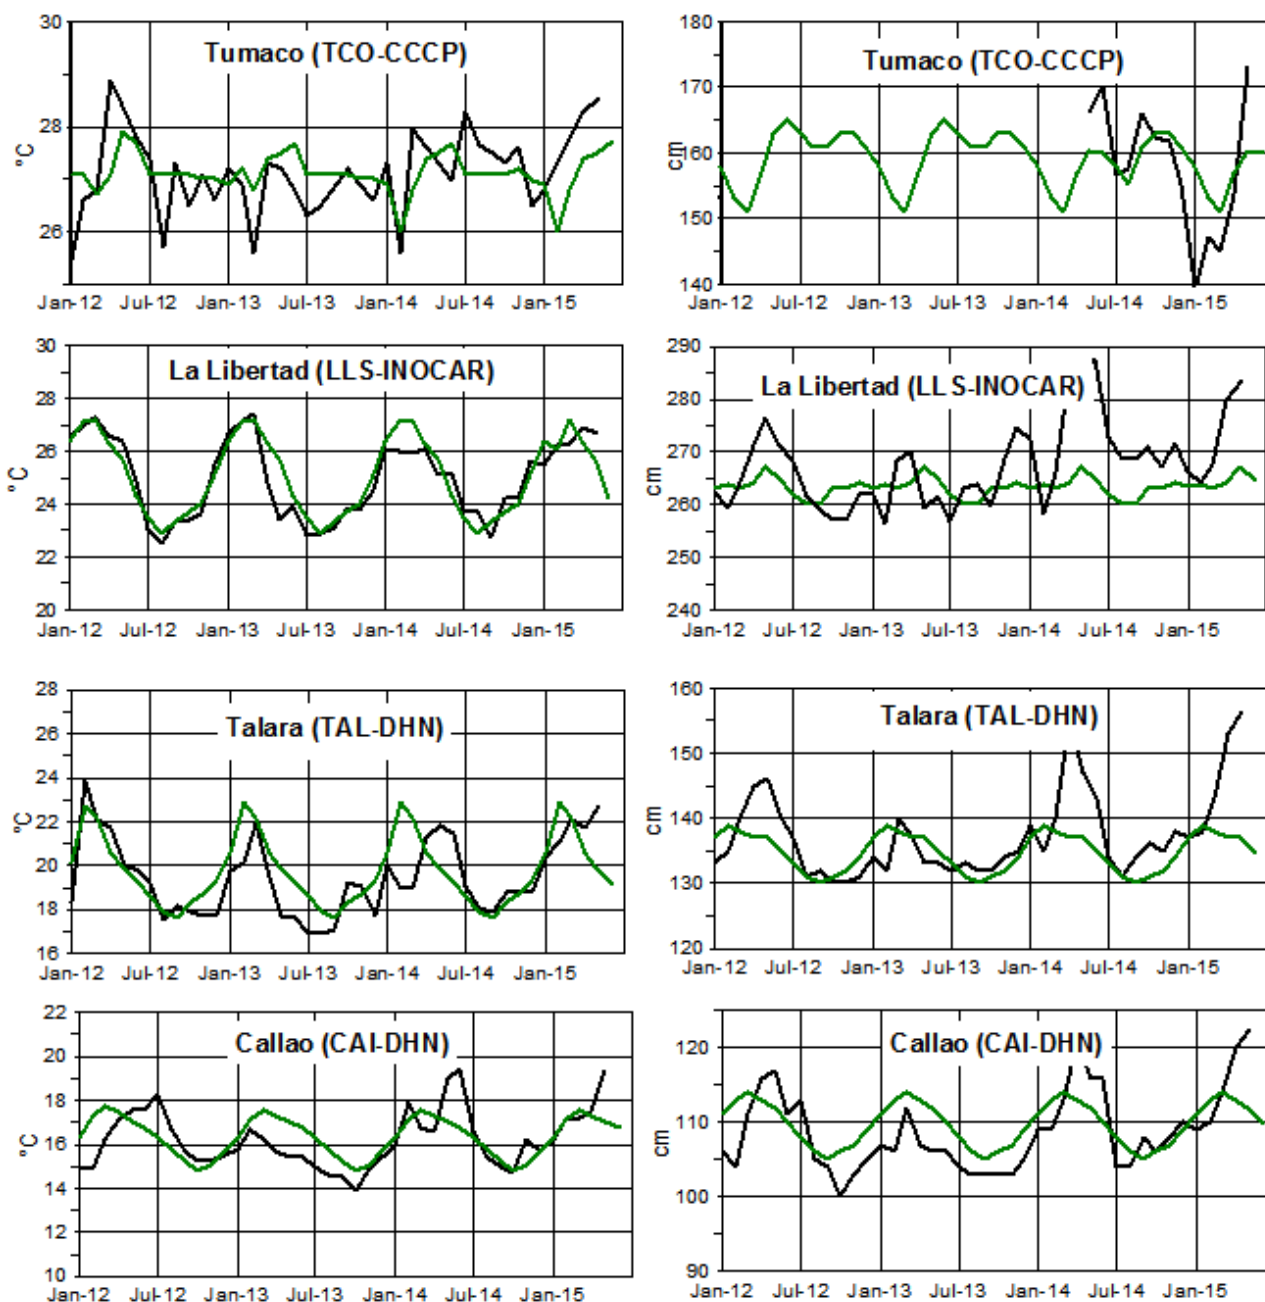 Tumaco (TCO-CCCP)
30
28
26
°C
Jan-12 Jul-12 Jan-13 Jul-13 Jan-14 Jul-14 Jan-15
Tumaco (TCO-CCCP)
180
170
160
150
140
cm
Jan-12 Jul-12 Jan-13 Jul-13 Jan-14 Jul-14 Jan-15
La Libertad (LLS-INOCAR)
30
28
26
24
22
20
°C
Jan-12 Jul-12 Jan-13 Jul-13 Jan-14 Jul-14 Jan-15
La Libertad (LLS-INOCAR)
290
280
270
260
250
240
cm
Jan-12 Jul-12 Jan-13 Jul-13 Jan-14 Jul-14 Jan-15
Talara (TAL-DHN)
28
26
24
22
20
18
16
°C
Jan-12 Jul-12 Jan-13 Jul-13 Jan-14 Jul-14 Jan-15
Talara (TAL-DHN)
160
150
140
130
120
cm
Jan-12 Jul-12 Jan-13 Jul-13 Jan-14 Jul-14 Jan-15
Callao (CAI-DHN)
22
20
18
16
14
12
10
°C
Jan-12 Jul-12 Jan-13 Jul-13 Jan-14 Jul-14 Jan-15
Callao (CAI-DHN)
120
110
100
90
cm
Jan-12 Jul-12 Jan-13 Jul-13 Jan-14 Jul-14 Jan-15